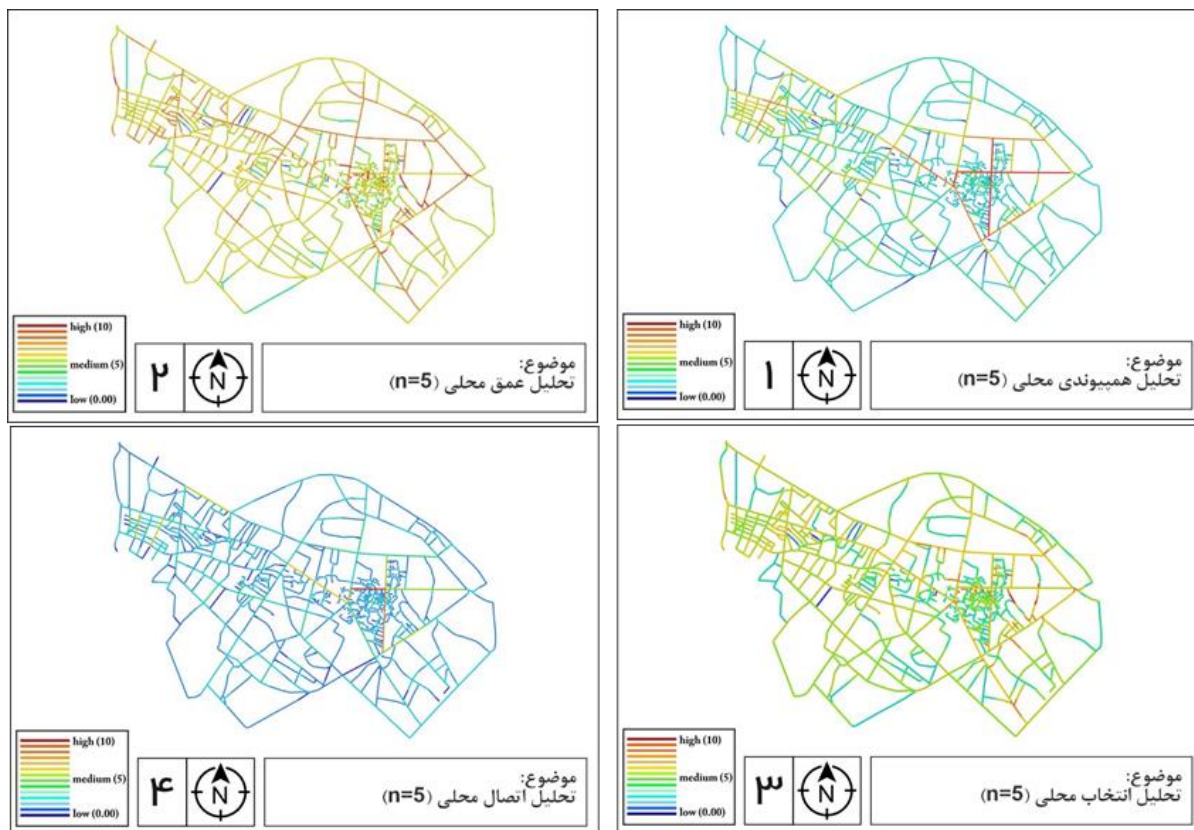 high (10)
medium (5)
low (0.00)
۱
N
موضوع:
تحلیل همپیوندی محلی (n=5)
high (10)
medium (5)
low (0.00)
۲
N
موضوع:
تحلیل عمق محلی (n=5)
high (10)
medium (5)
low (0.00)
۳
N
موضوع:
تحلیل انتخاب محلی (n=5)
high (10)
medium (5)
low (0.00)
۴
N
موضوع:
تحلیل اتصال محلی (n=5)